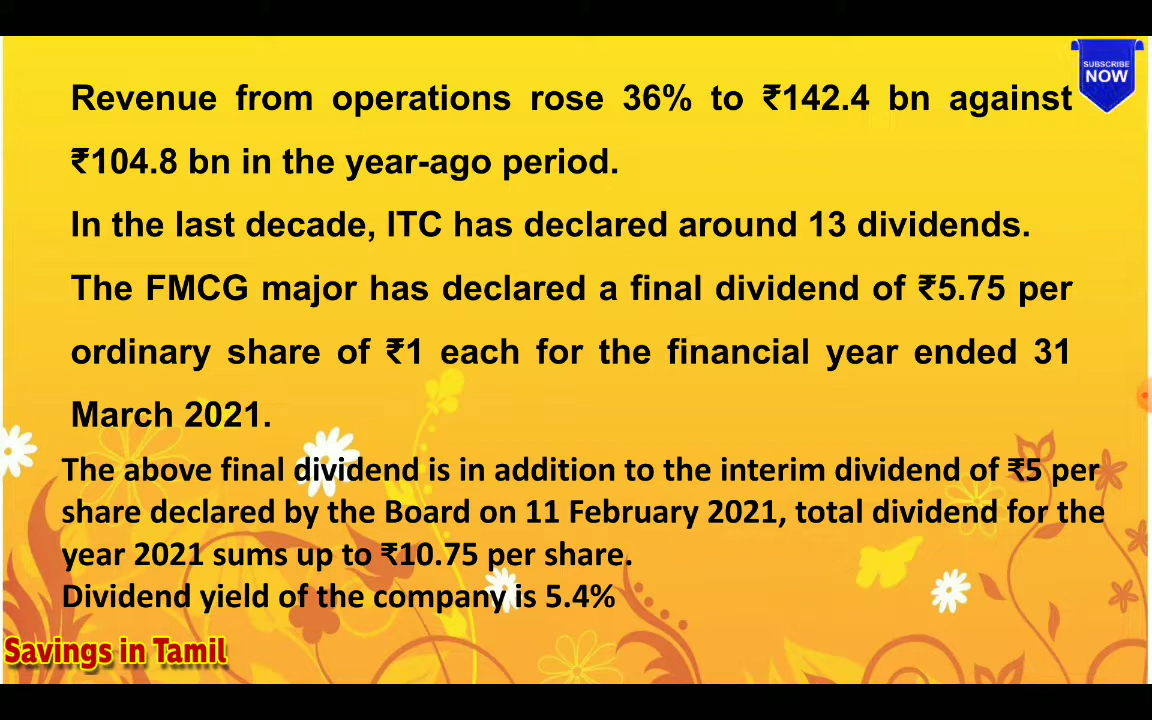 SUBSCRIBE
NOW
Revenue from operations rose 36% to ₹142.4 bn against
₹104.8 bn in the year-ago period.
In the last decade, ITC has declared around 13 dividends.
The FMCG major has declared a final dividend of ₹5.75 per
ordinary share of ₹1 each for the financial year ended 31
March 2021.
The above final dividend is in addition to the interim dividend of ₹5 per
share declared by the Board on 11 February 2021, total dividend for the
year 2021 sums up to ₹10.75 per share.
Dividend yield of the company is 5.4%
Savings in Tamil